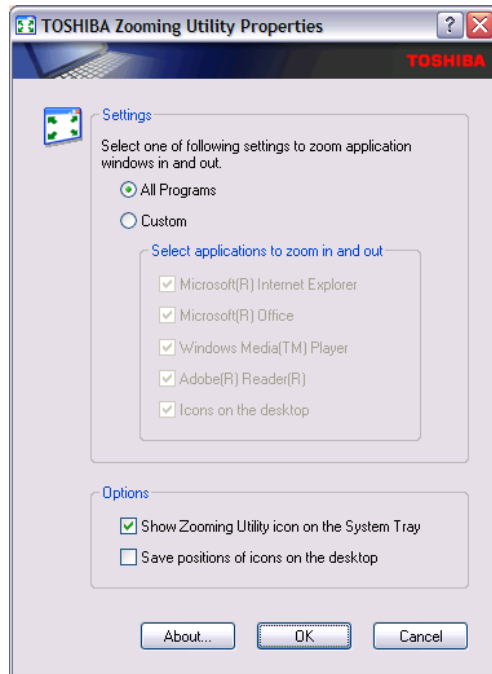 TOSHIBA Zooming Utility Properties
TOSHIBA
Settings
Select one of following settings to zoom application
windows in and out.
All Programs
Custom
Select applications to zoom in and out
Microsoft(R) Internet Explorer
Microsoft(R) Office
Windows Media(TM) Player
Adobe(R) Reader(R)
Icons on the desktop
Options
Show Zooming Utility icon on the System Tray
Save positions of icons on the desktop
About... OK Cancel